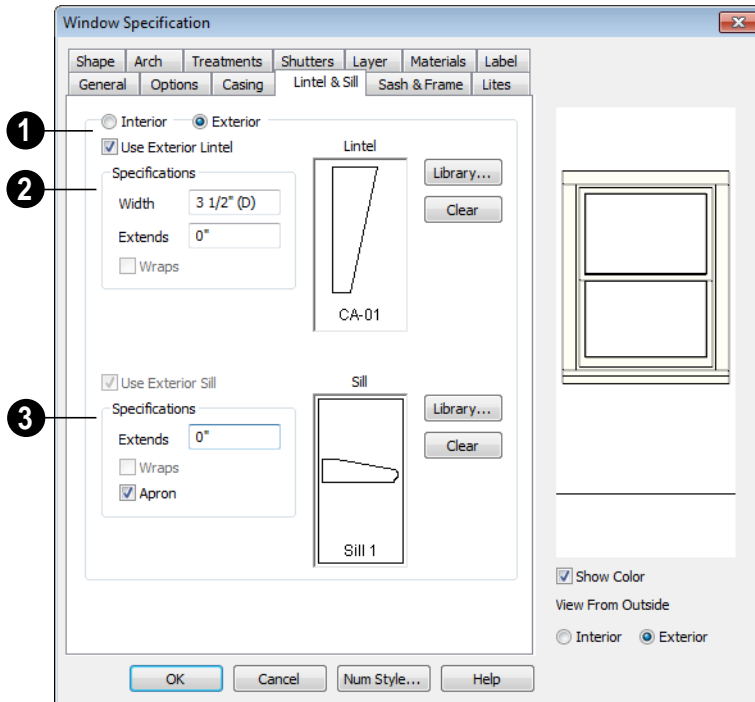 Window Specification
Shape Arch Treatments Shutters Layer Materials Label
General Options Casing Lintel & Sill Sash & Frame Lites
1 Interior Exterior
Use Exterior Lintel Lintel
2 Specifications Library...
Width 3 1/2" (D) Clear
Extends 0"
Wraps
CA-01
Use Exterior Sill Sill
3 Specifications Library...
Extends 0" Clear
Wraps
Apron
Sill 1
Show Color
View From Outside
Interior Exterior
OK Cancel Num Style... Help